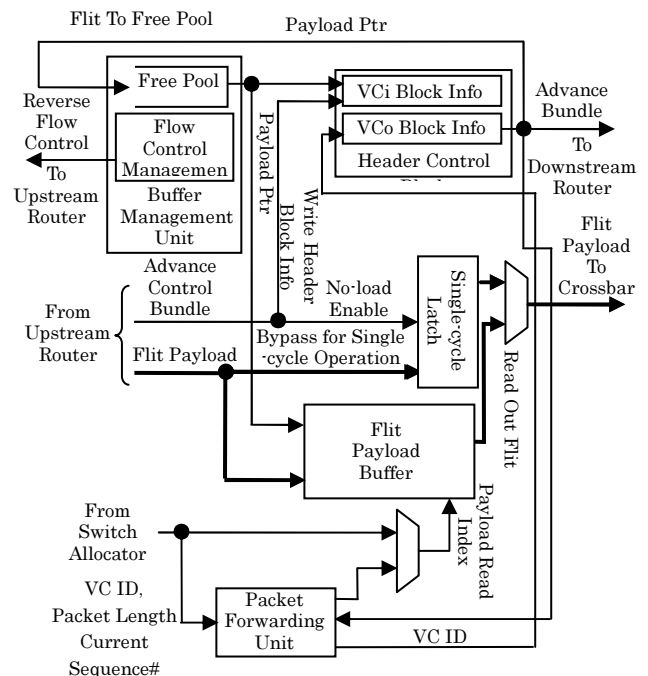 Flit To Free Pool
Payload Ptr
Free Pool
VCi Block Info
VCo Block Info
Header Control
Advance
Bundle
To
Downstream
Router
Reverse
Flow
Control
To
Upstream
Router
Flow
Control
Managemen
Buffer
Management
Unit
Payload Ptr
Block Info
Write Header
Flit
Payload
To
Crossbar
Advance
Control
Bundle
No-load
Enable
Single-cycle
Latch
From
Upstream
Router
Bypass for Single
-cycle Operation
Flit Payload
Read Out Flit
Flit
Payload
Buffer
Payload Read
Index
From
Switch
Allocator
VC ID,
Packet Length
Current
Sequence#
Packet
Forwarding
Unit
VC ID